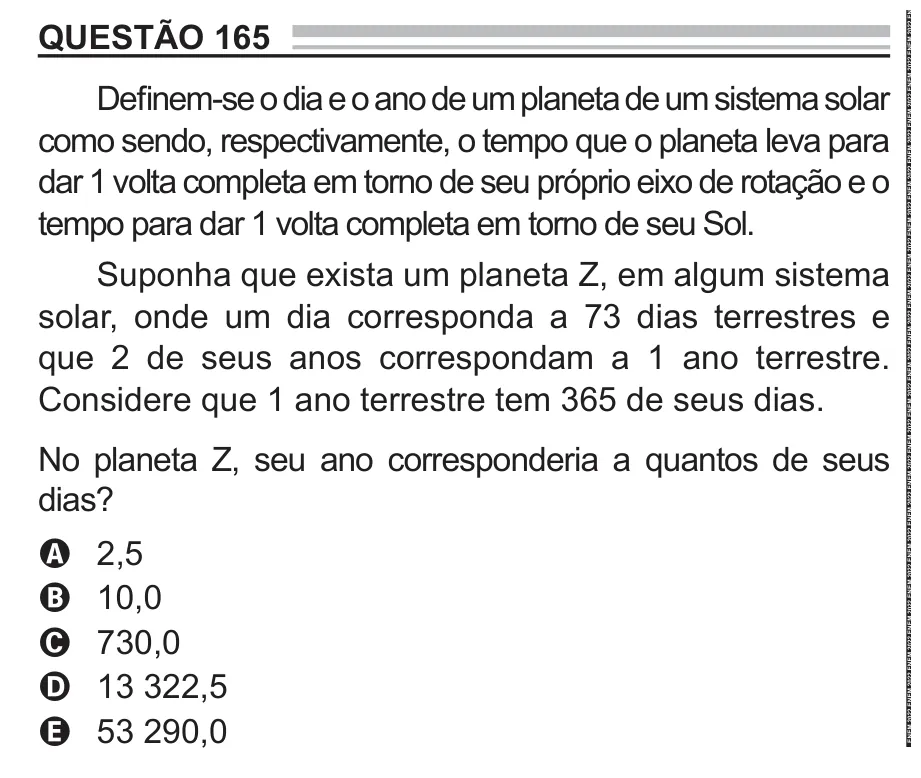 QUESTÃO 165
Definem-se o dia e o ano de um planeta de um sistema solar
como sendo, respectivamente, o tempo que o planeta leva para
dar 1 volta completa em torno de seu próprio eixo de rotação e o
tempo para dar 1 volta completa em torno de seu Sol.
Suponha que exista um planeta Z, em algum sistema
solar, onde um dia corresponda a 73 dias terrestres e
que 2 de seus anos correspondam a 1 ano terrestre.
Considere que 1 ano terrestre tem 365 de seus dias.
No planeta Z, seu ano corresponderia a quantos de seus
dias?
A 2,5
B 10,0
C 730,0
D 13 322,5
E 53 290,0